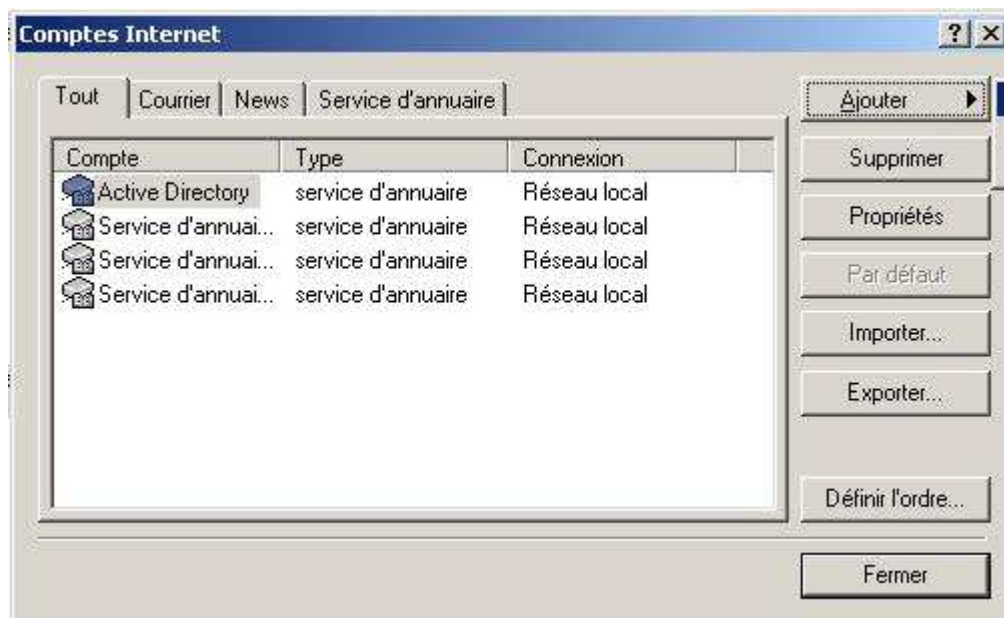 Comptes Internet
Tout Courrier News Service d'annuaire
Compte Type Connexion
Active Directory service d'annuaire Réseau local
Service d'annuai... service d'annuaire Réseau local
Service d'annuai... service d'annuaire Réseau local
Service d'annuai... service d'annuaire Réseau local
Ajouter
Supprimer
Propriétés
Par défaut
Importer...
Exporter...
Définir l'ordre...
Fermer